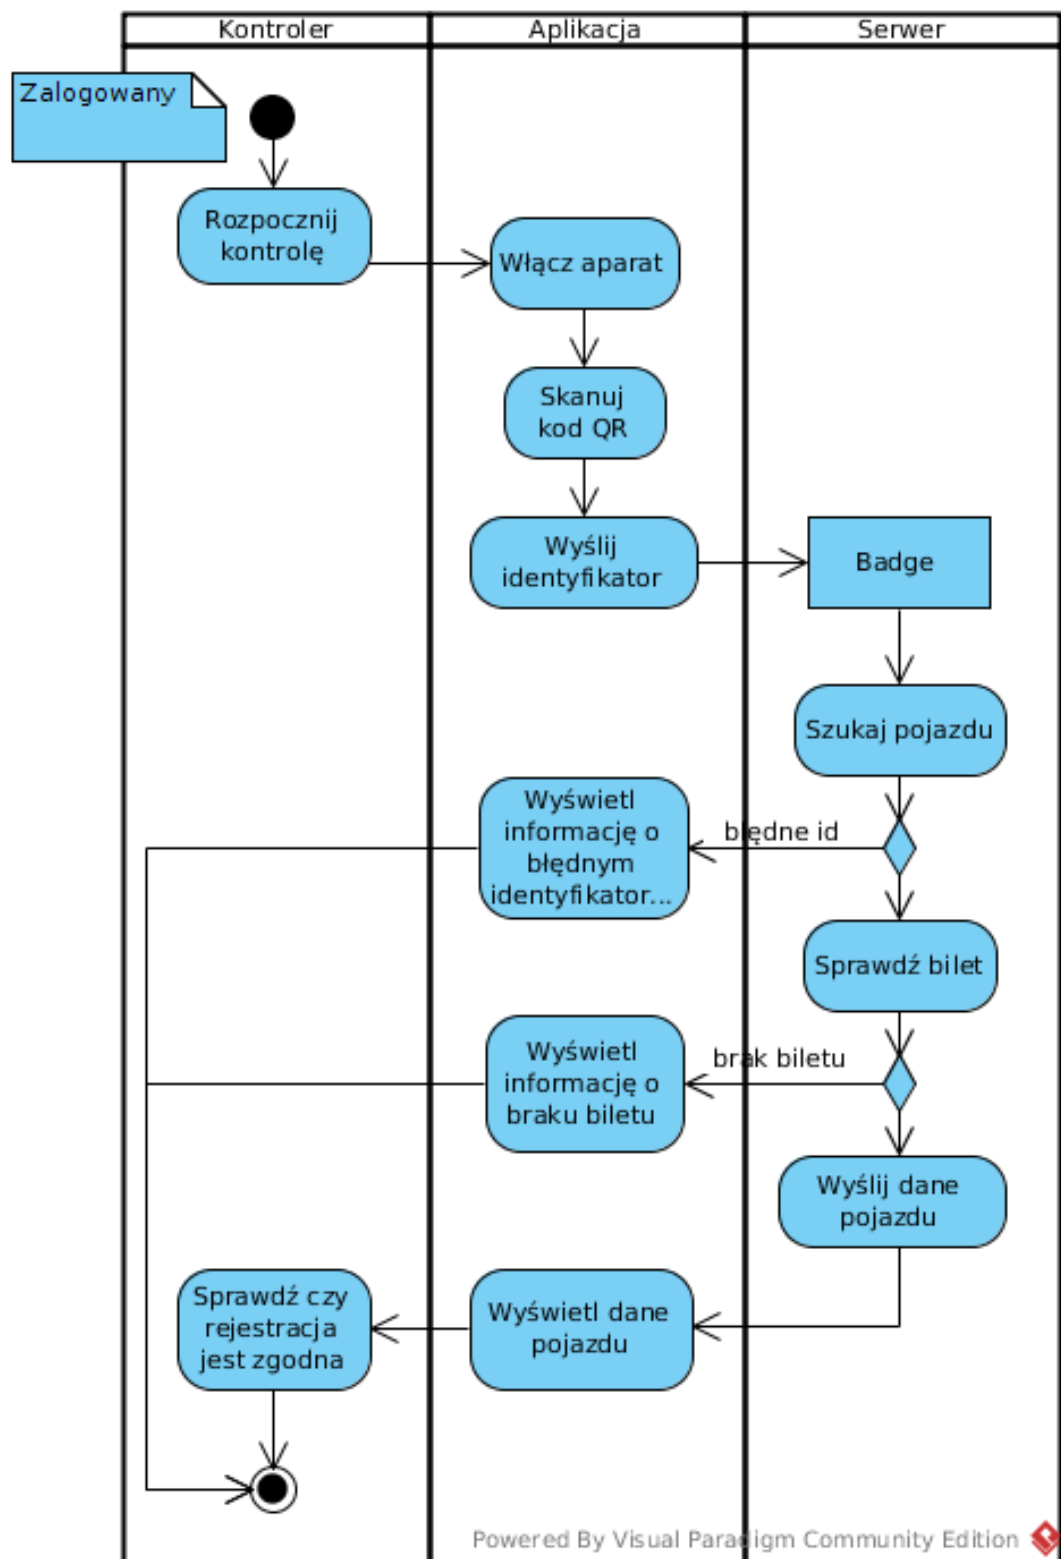 Kontroler
Aplikacja
Serwer
Zalogowany
Rozpocznij
kontrolę
Włącz aparat
Skanuj
kod QR
Wyślij
identyfikator
Badge
Szukaj pojazdu
błędne id
Wyświetl
informację o
błędnym
identyfikator...
Sprawdź bilet
brak biletu
Wyświetl
informację o
braku biletu
Wyślij dane
pojazdu
Wyświetl dane
pojazdu
Sprawdź czy
rejestracja
jest zgodna
Powered By Visual Paradigm Community Edition